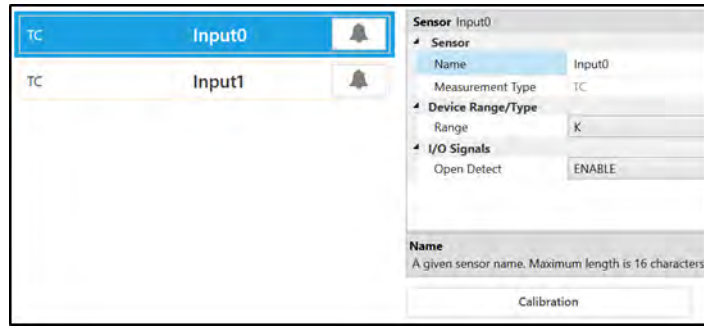 TC Input0
TC Input1
Sensor Input0
Sensor
Name Input0
Measurement Type TC
Device Range/Type
Range K
I/O Signals
Open Detect ENABLE
Name
A given sensor name. Maximum length is 16 characters
Calibration